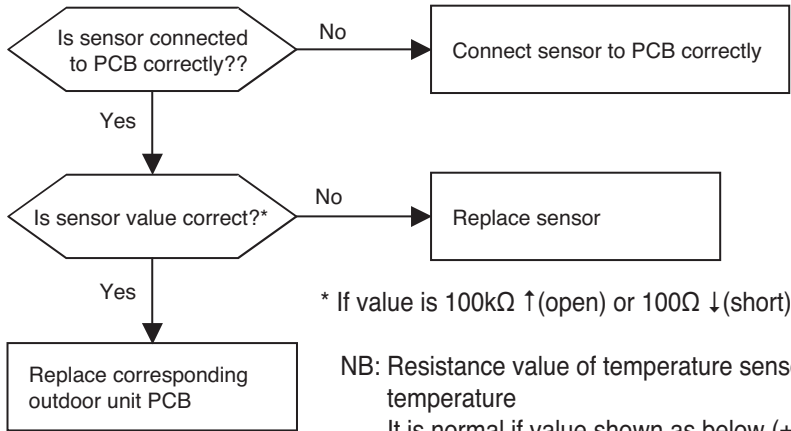 Is sensor connected
to PCB correctly??
No
Connect sensor to PCB correctly
Yes
Is sensor value correct?*
No
Replace sensor
Yes
* If value is 100kΩ ↑(open) or 100Ω ↓(short)
Replace corresponding
outdoor unit PCB
NB: Resistance value of temperature
temperature
It is normal if value shown as below